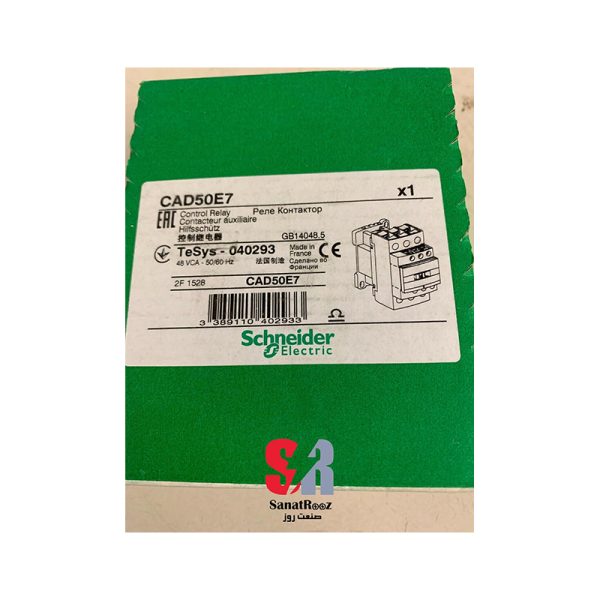 CAD50E7
x1
EAC
Control Relay
Реле Контактор
Contacteur auxiliaire
Hilfsschütz
控制继电器
GB14048.5
TeSys - 040293
48 VCA - 50/60 Hz
法国制造
Made in
France
Сделано во
Франции
CE
2F 1528
CAD50E7
3 389110 402933
Schneider
Electric
SR
SanatRooz
صنعت روز